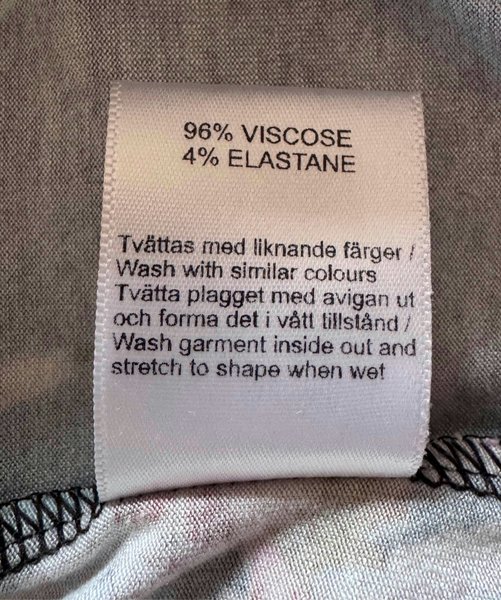 96% VISCOSE
4% ELASTANE
Tvättas med liknande färger /
Wash with similar colours
Tvätta plagget med avigan ut
och forma det i vått tillstånd /
Wash garment inside out and
stretch to shape when wet